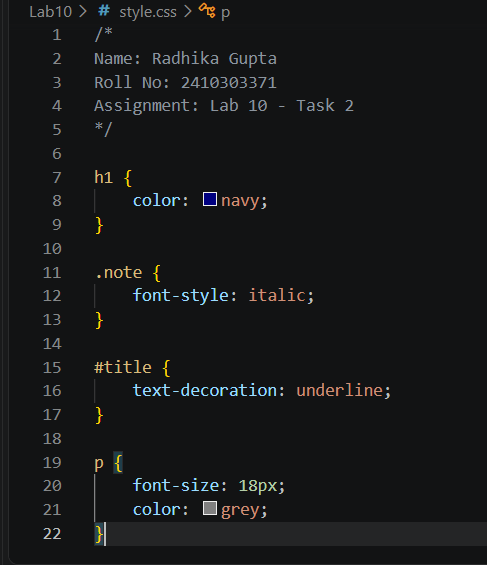 Lab10 > # style.css > p
1 /*
2 Name: Radhika Gupta
3 Roll No: 2410303371
4 Assignment: Lab 10 - Task 2
5 */
6
7 h1 {
8     color: navy;
9 }
10
11 .note {
12     font-style: italic;
13 }
14
15 #title {
16     text-decoration: underline;
17 }
18
19 p {
20     font-size: 18px;
21     color: grey;
22 }